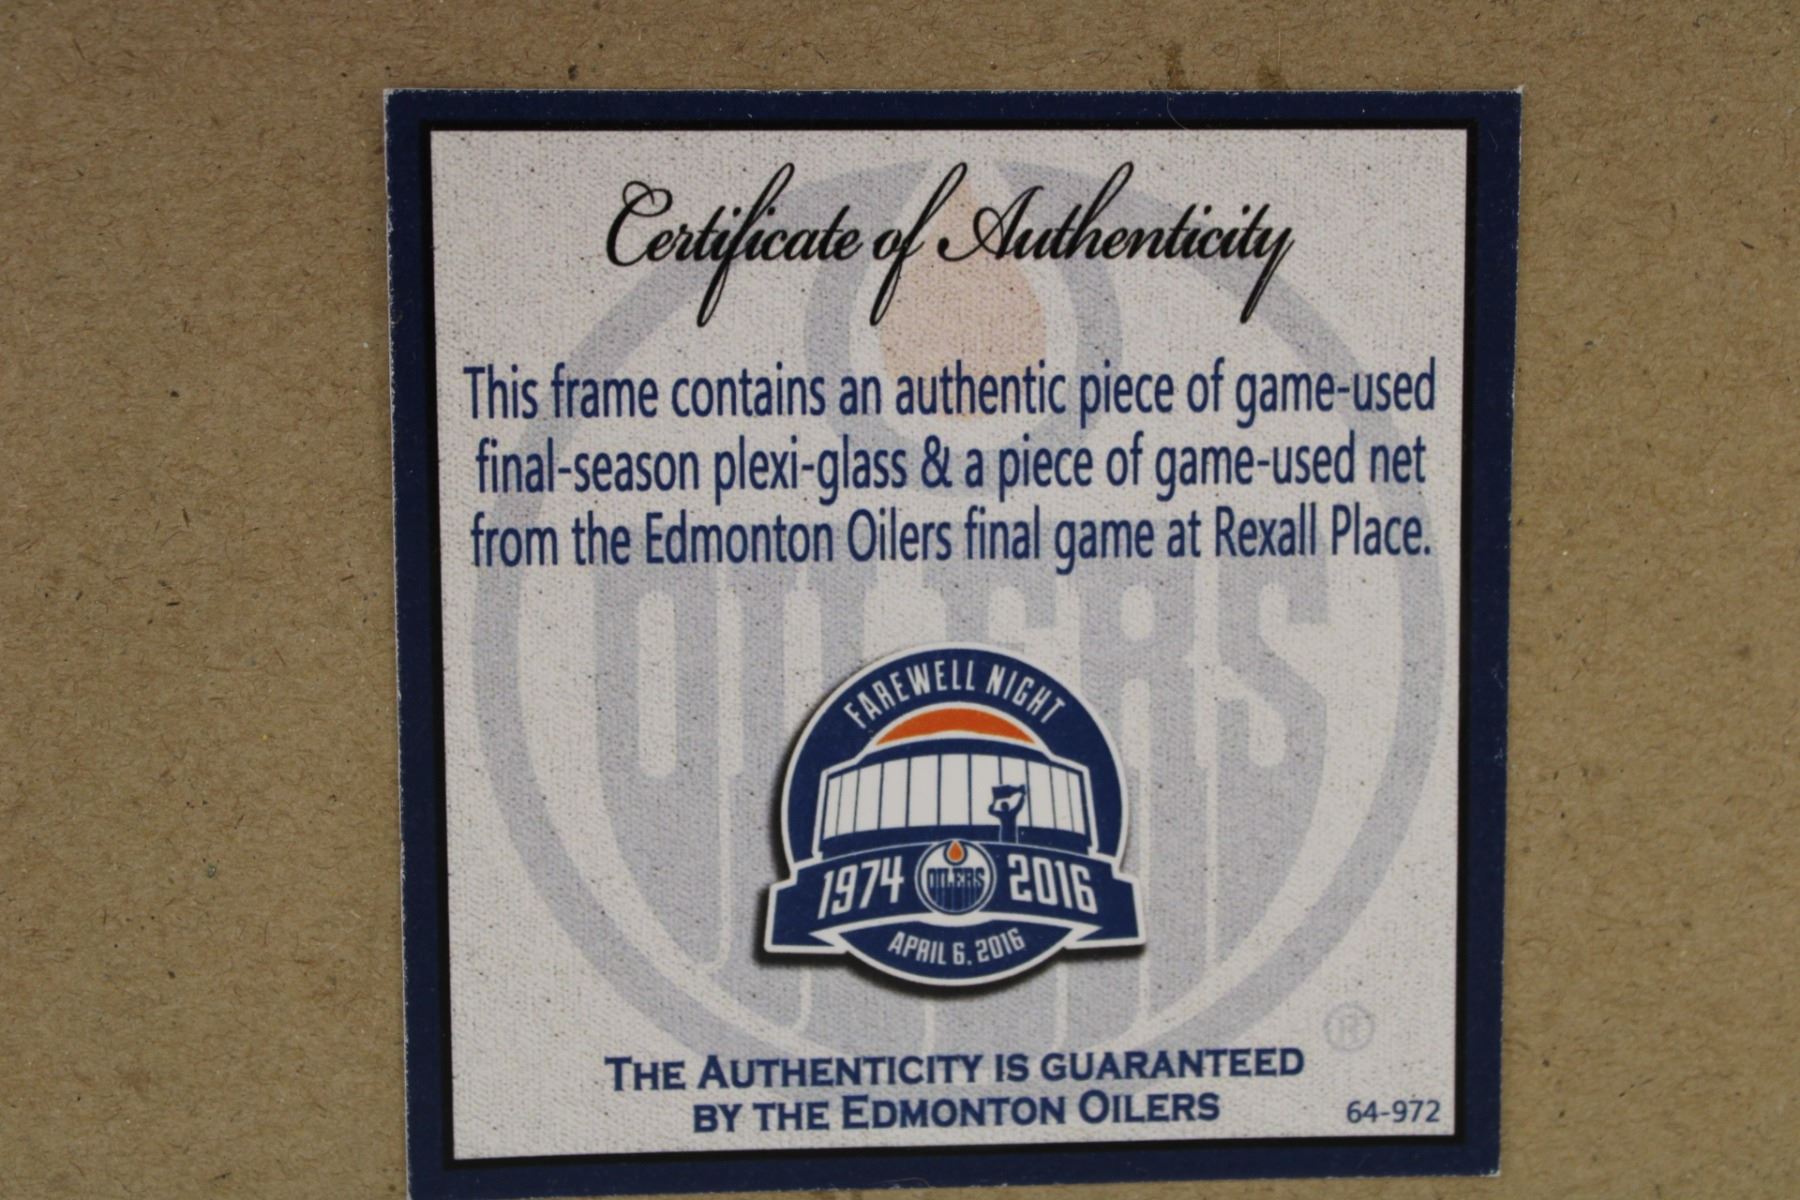 Certificate of Authenticity
This frame contains an authentic piece of game-used
final-season plexi-glass & a piece of game-used net
from the Edmonton Oilers final game at Rexall Place.
OILERS
®
FAREWELL NIGHT
1974 OILERS 2016
APRIL 6, 2016
THE AUTHENTICITY IS GUARANTEED
BY THE EDMONTON OILERS
64-972